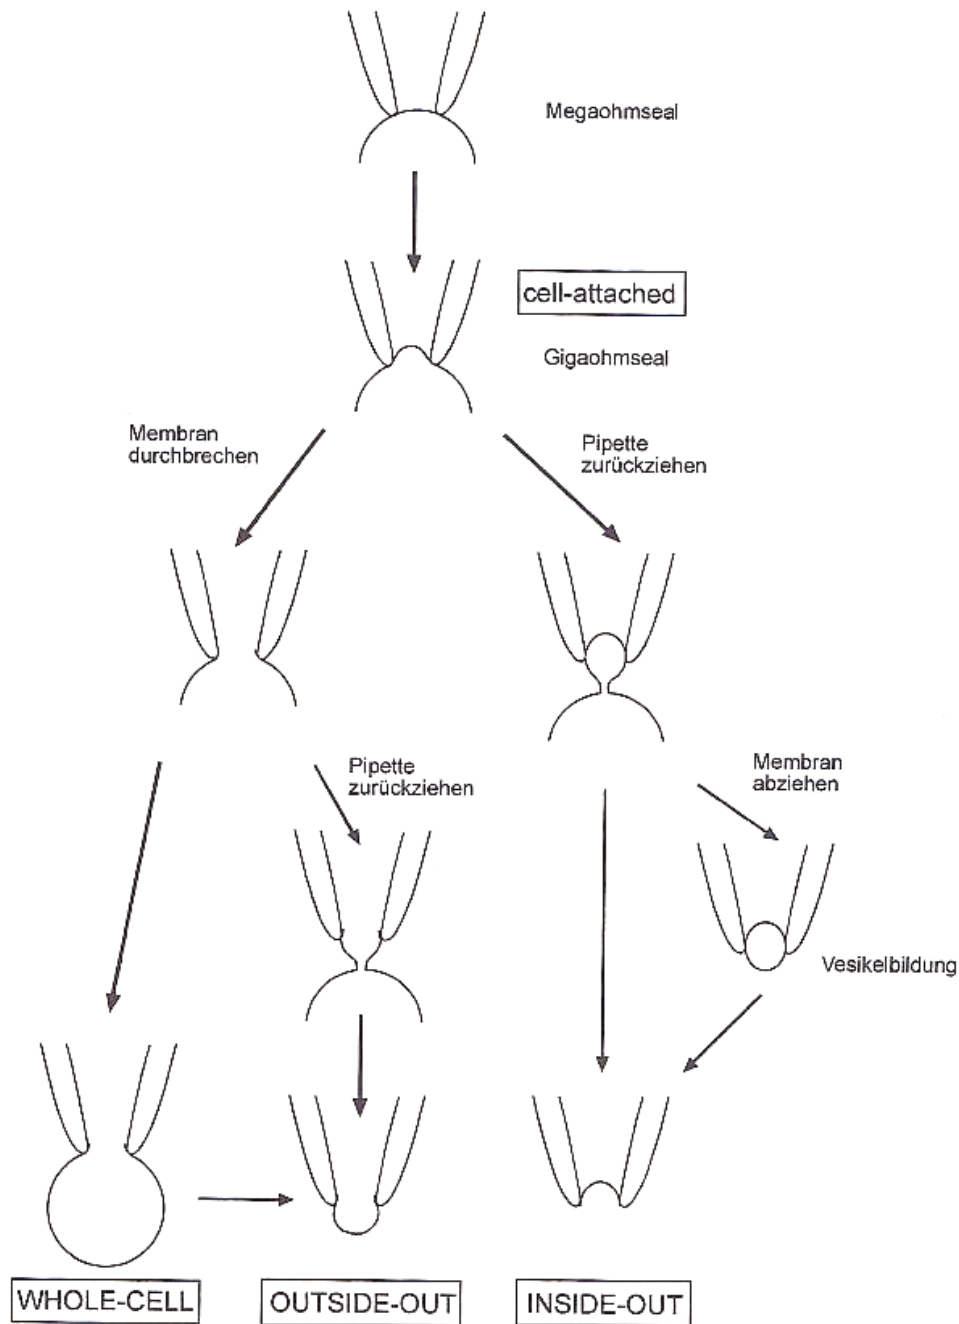 Megaohmseal
cell-attached
Gigaohmseal
Membran
durchbrechen
Pipette
zurückziehen
Pipette
zurückziehen
Membran
abziehen
Vesikelbildung
WHOLE-CELL
OUTSIDE-OUT
INSIDE-OUT